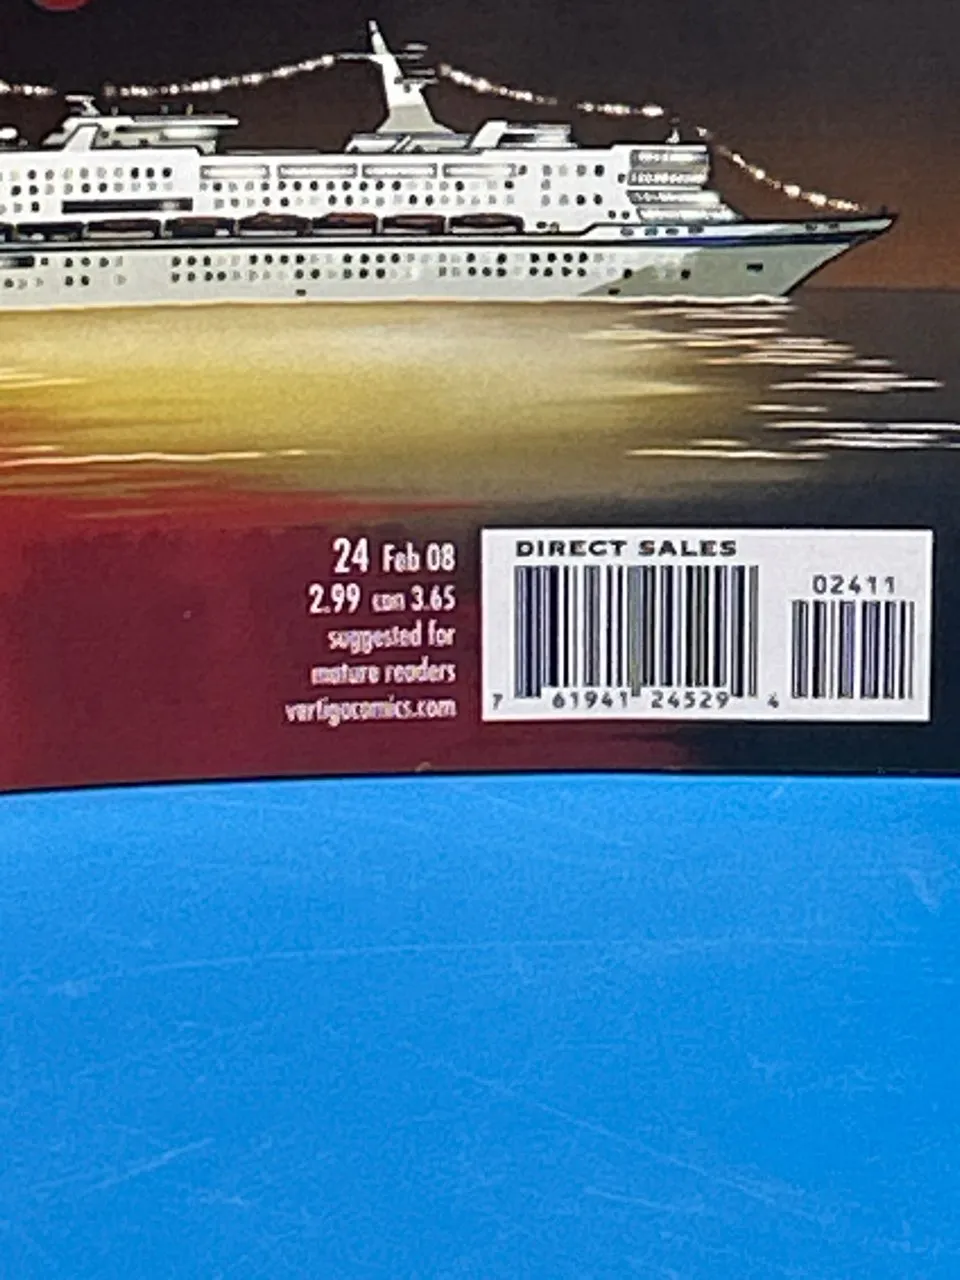 24 Feb 08
2.99 can 3.65
suggested for
mature readers
vertigocomics.com
DIRECT SALES
02411
7 61941 24529 4